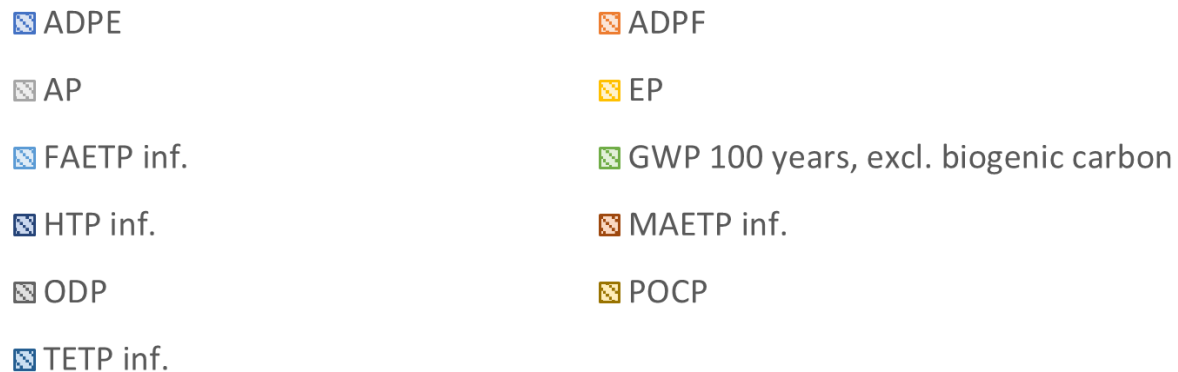 ADPE
ADPF
AP
EP
FAETP inf.
GWP 100 years, excl. biogenic carbon
HTP inf.
MAETP inf.
ODP
POCP
TETP inf.